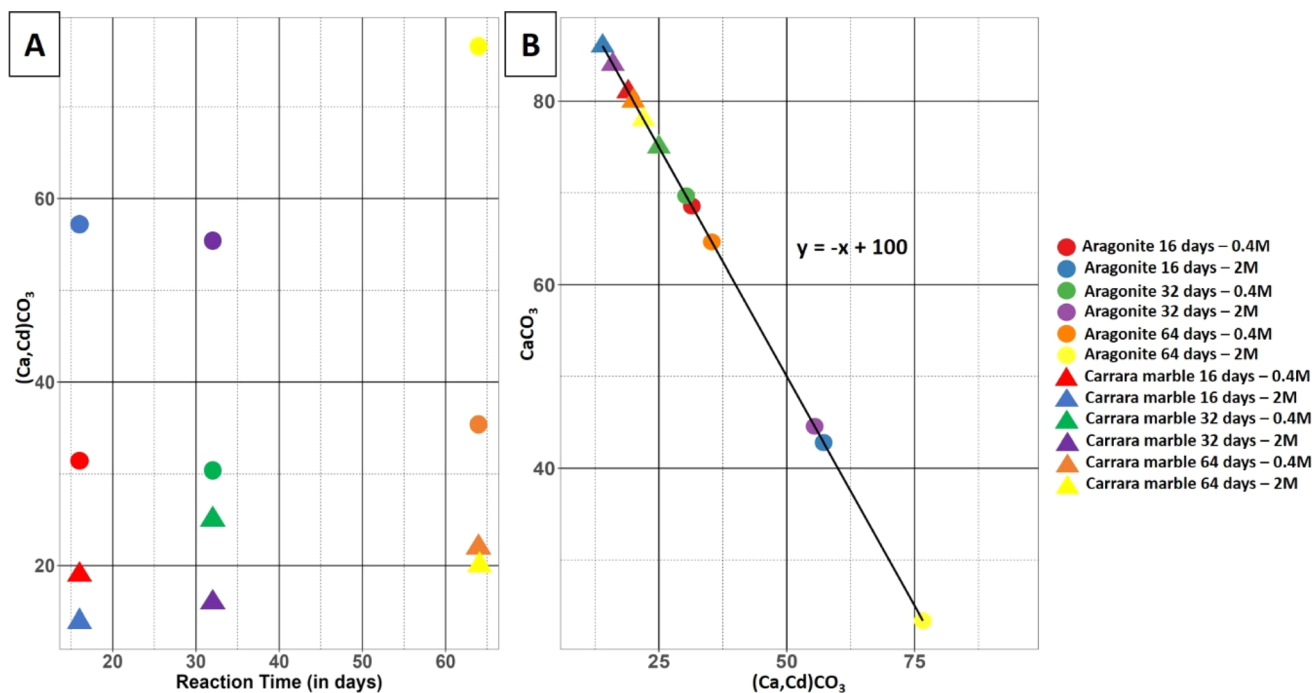 A
(Ca,Cd)CO₃
60
40
20
20
30
40
50
60
Reaction Time (in days)
B
CaCO₃
80
60
40
y = -x + 100
25
50
75
(Ca,Cd)CO₃
Aragonite 16 days – 0.4M
Aragonite 16 days – 2M
Aragonite 32 days – 0.4M
Aragonite 32 days – 2M
Aragonite 64 days – 0.4M
Aragonite 64 days – 2M
Carrara marble 16 days – 0.4M
Carrara marble 16 days – 2M
Carrara marble 32 days – 0.4M
Carrara marble 32 days – 2M
Carrara marble 64 days – 0.4M
Carrara marble 64 days – 2M